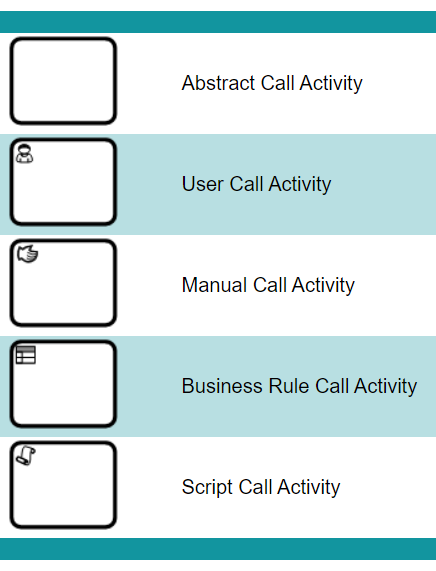 Abstract Call Activity
User Call Activity
Manual Call Activity
Business Rule Call Activity
Script Call Activity